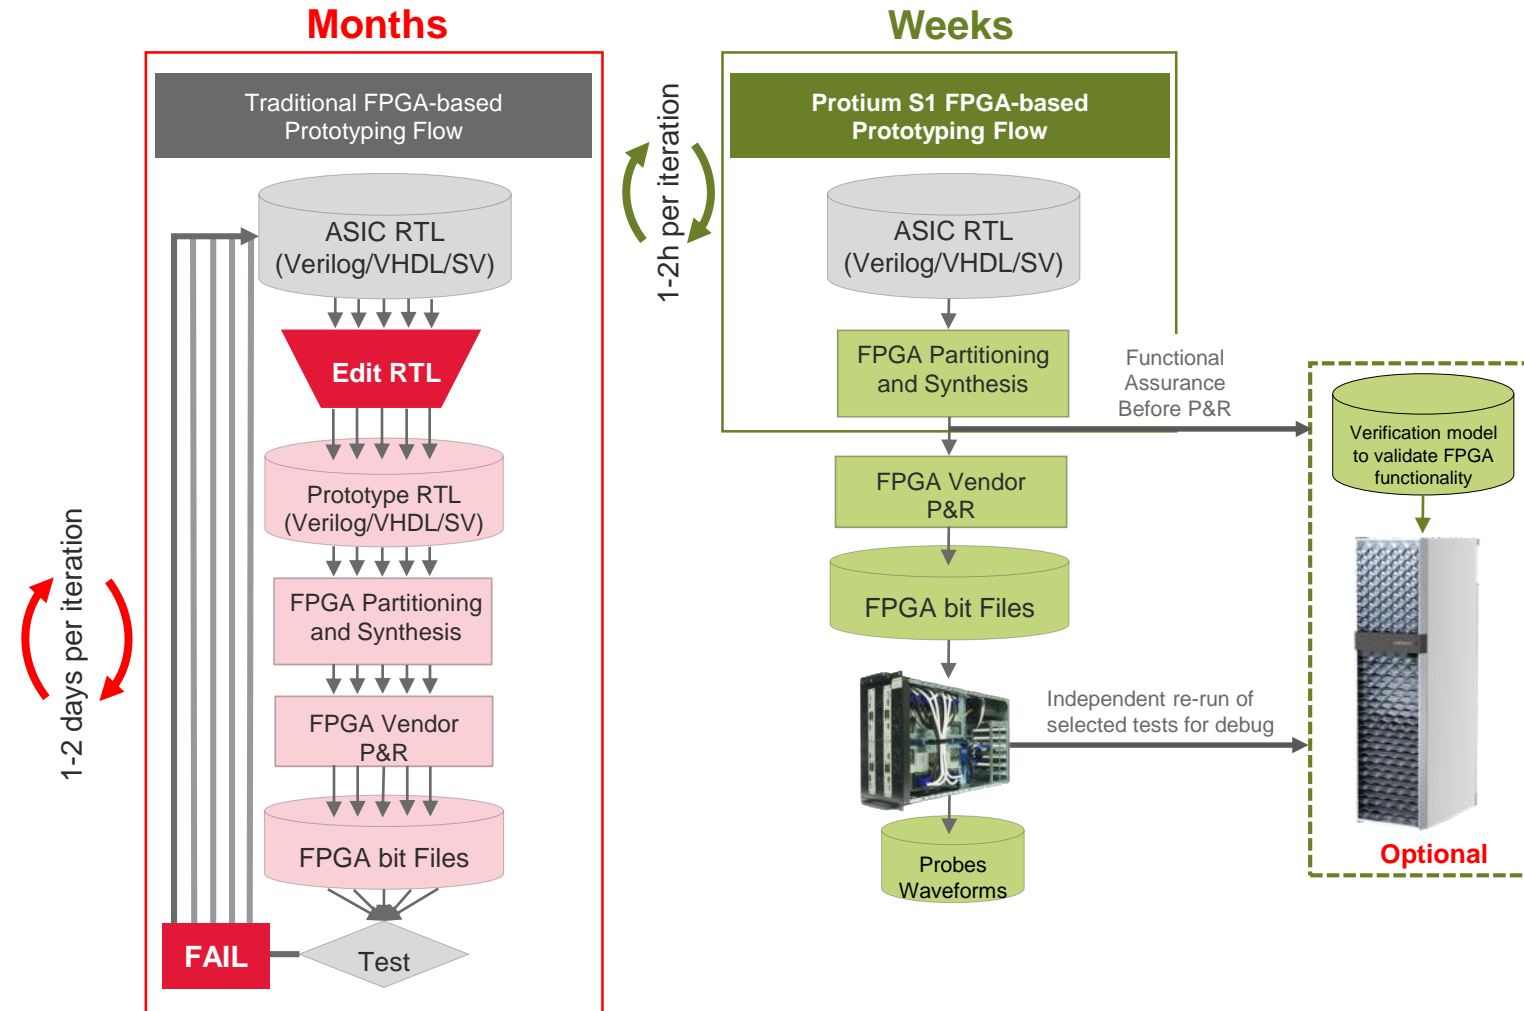 Months
Traditional FPGA-based
Prototyping Flow
ASIC RTL
(Verilog/VHDL/SV)
Edit RTL
Prototype RTL
(Verilog/VHDL/SV)
FPGA Partitioning
and Synthesis
FPGA Vendor
P&R
FPGA bit Files
Test
FAIL
1-2 days per iteration
Weeks
1-2h per iteration
Protium S1 FPGA-based
Prototyping Flow
ASIC RTL
(Verilog/VHDL/SV)
FPGA Partitioning
and Synthesis
Functional
Assurance
Before P&R
FPGA Vendor
P&R
FPGA bit Files
Independent re-run of
selected tests for debug
Probes
Waveforms
Verification model
to validate FPGA
functionality
Optional